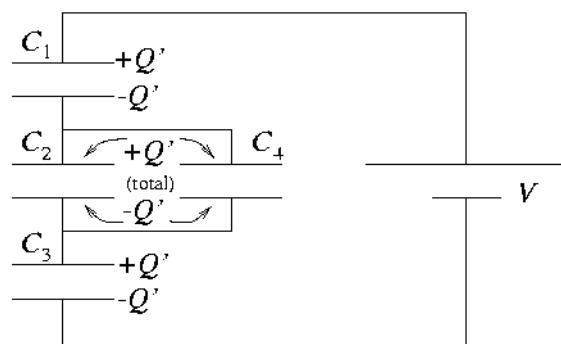 C₁
+Q'
-Q'
C₂
+Q'
C₄
(total)
-Q'
V
C₃
+Q'
-Q'